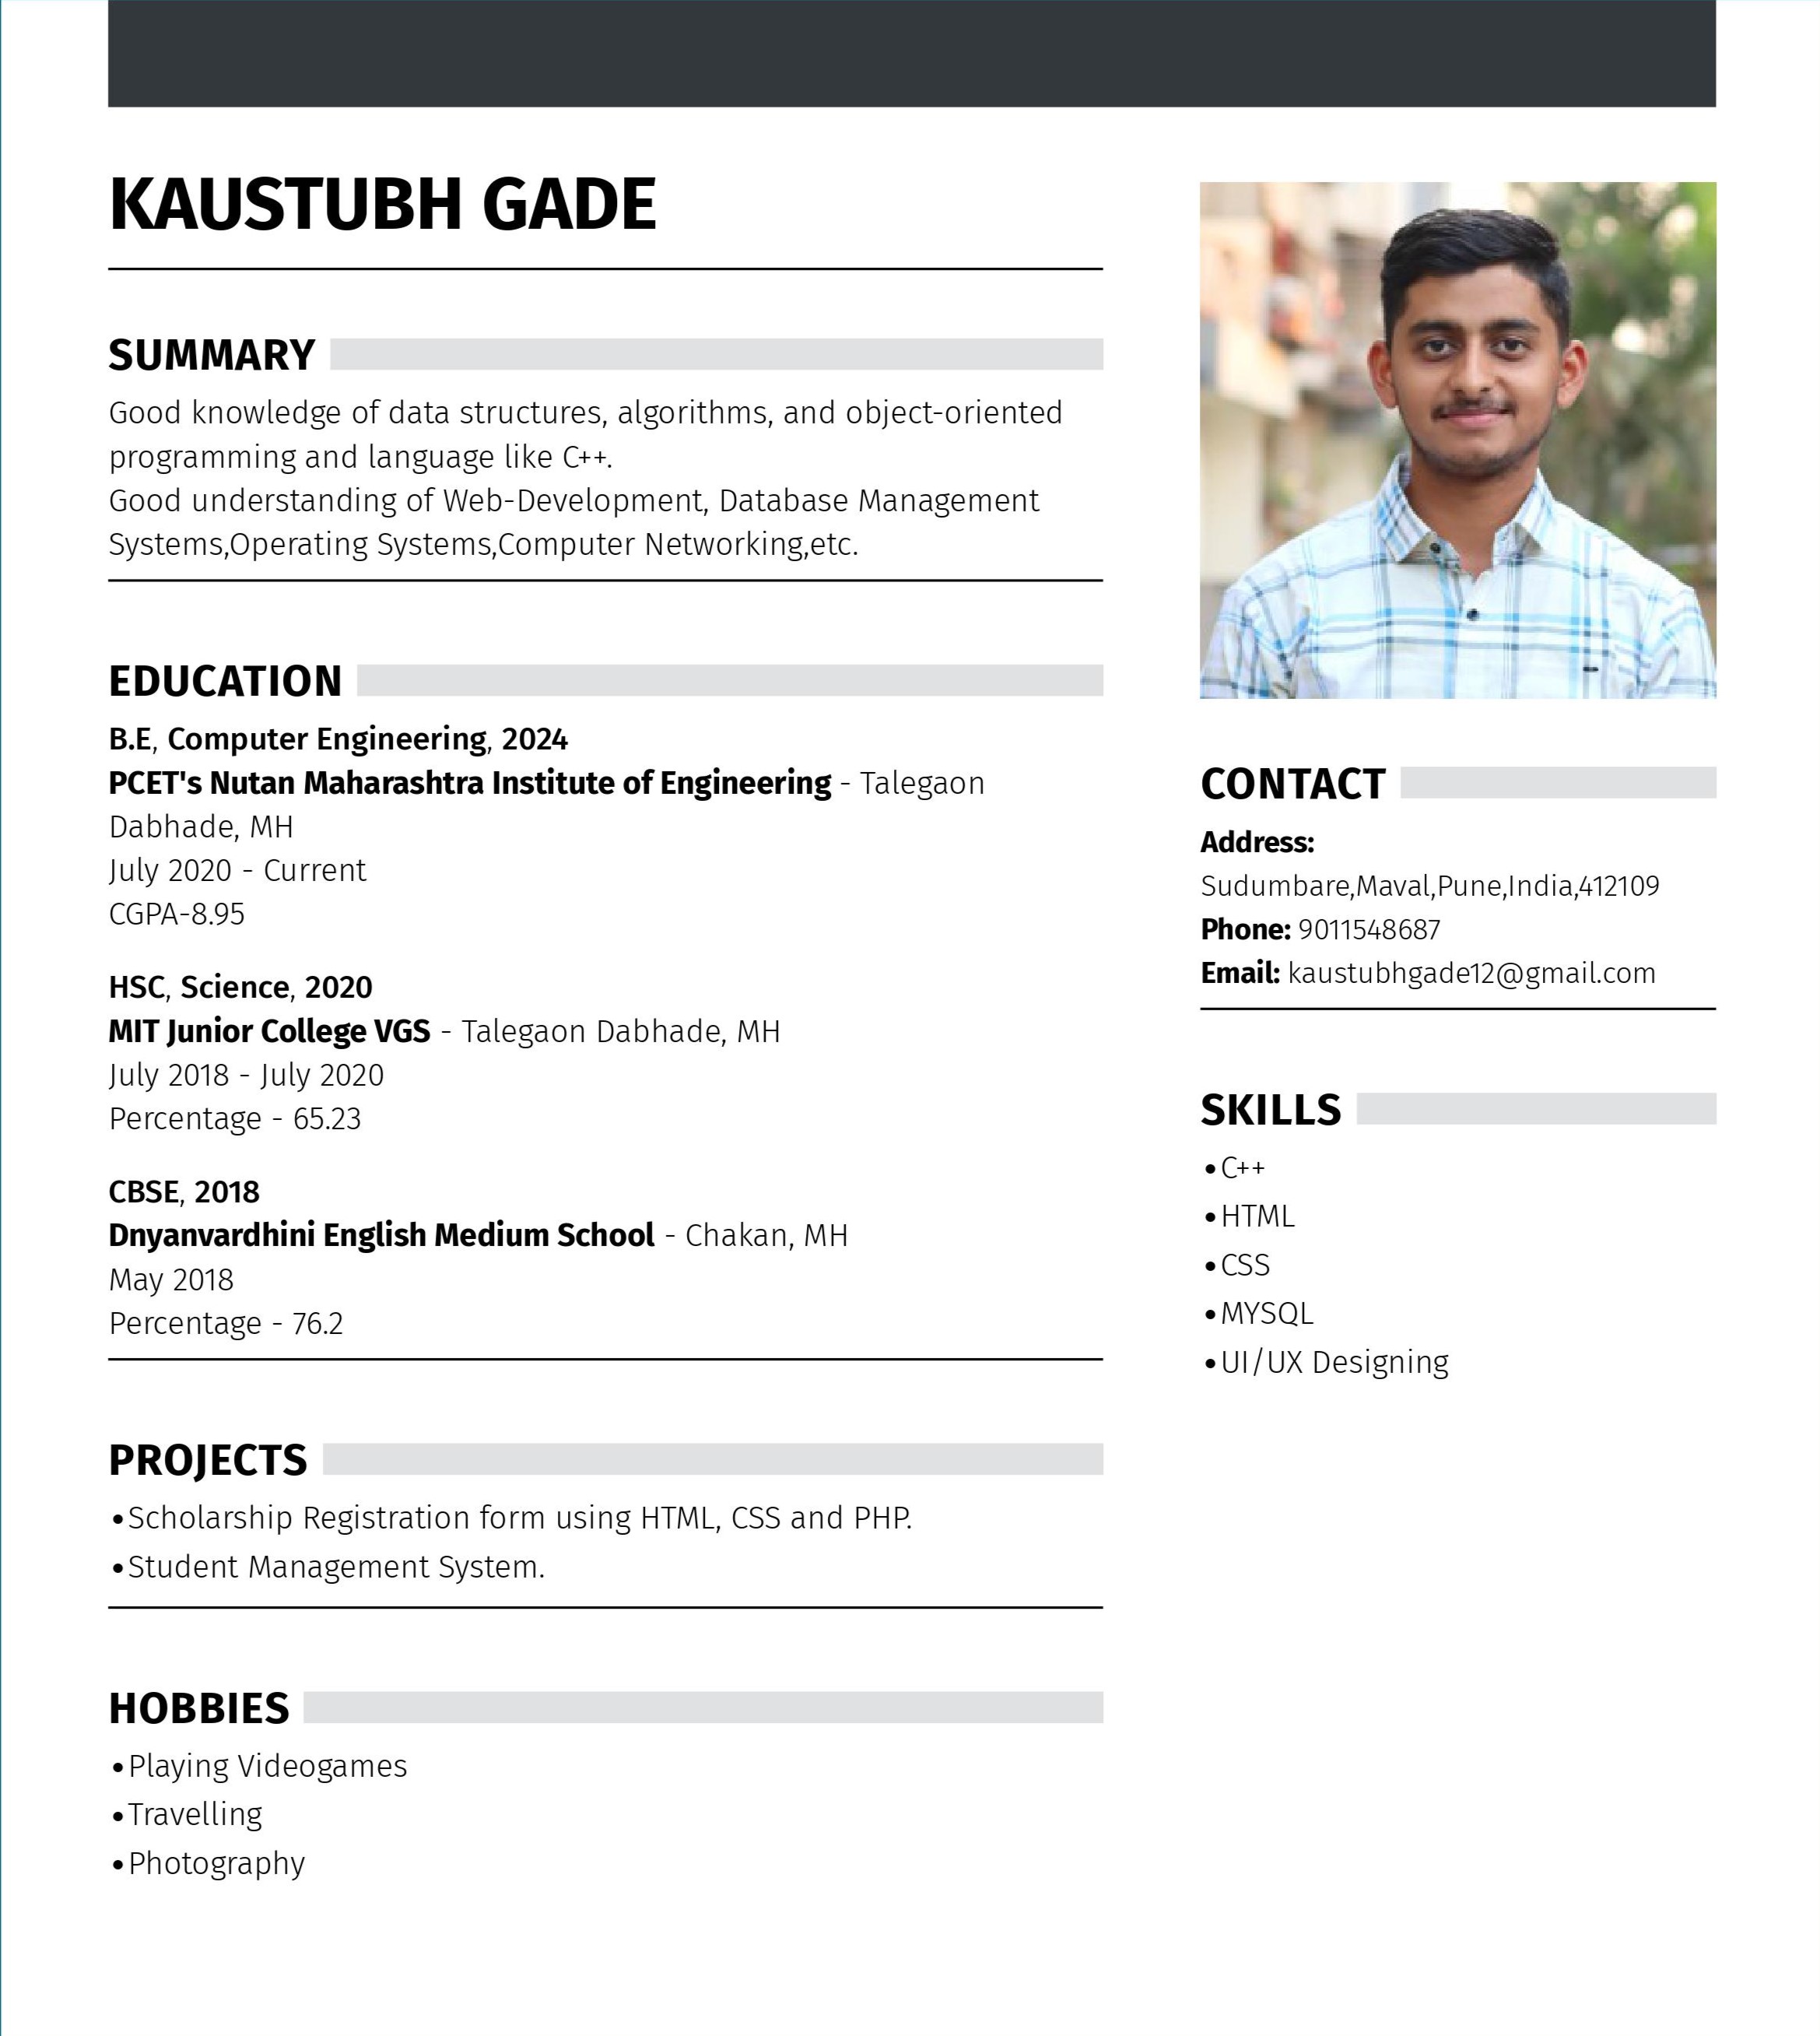 KAUSTUBH GADE
SUMMARY
Good knowledge of data structures, algorithms, and object-oriented
programming and language like C++.
Good understanding of Web-Development, Database Management
Systems,Operating Systems,Computer Networking,etc.
EDUCATION
B.E, Computer Engineering, 2024
PCET's Nutan Maharashtra Institute of Engineering - Talegaon
Dabhade, MH
July 2020 - Current
CGPA-8.95
HSC, Science, 2020
MIT Junior College VGS - Talegaon Dabhade, MH
July 2018 - July 2020
Percentage - 65.23
CBSE, 2018
Dnyanvardhini English Medium School - Chakan, MH
May 2018
Percentage - 76.2
PROJECTS
•Scholarship Registration form using HTML, CSS and PHP.
•Student Management System.
HOBBIES
•Playing Videogames
•Travelling
•Photography
CONTACT
Address:
Sudumbare,Maval,Pune,India,412109
Phone: 9011548687
Email: kaustubhgade12@gmail.com
SKILLS
•C++
•HTML
•CSS
•MYSQL
•UI/UX Designing